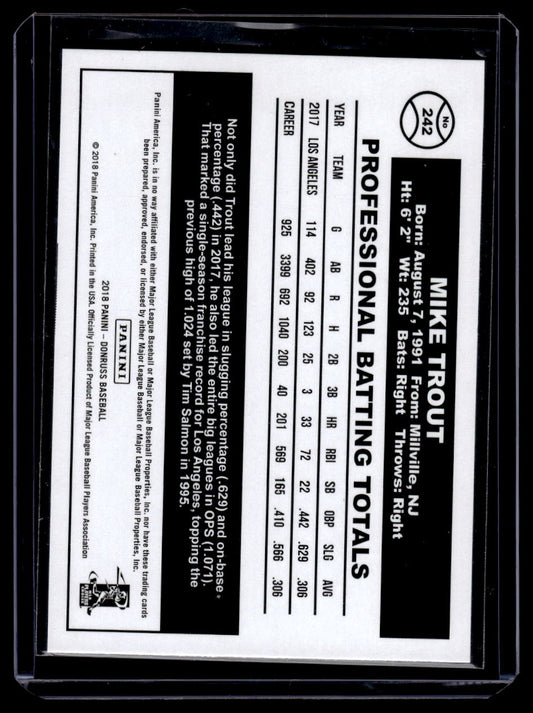 No
242
MIKE TROUT
Born: August 7, 1991 From: Millville, NJ
Ht: 6' 2" Wt: 235 Bats: Right Throws: Right
PROFESSIONAL BATTING TOTALS
YEAR TEAM G AB R H 2B 3B HR RBI SB OBP SLG AVG
2017 LOS ANGELES 114 402 92 123 25 3 33 72 22 .442 .629 .306
CAREER 925 3399 692 1040 200 40 201 569 165 .410 .566 .306
Not only did Trout lead his league in slugging percentage (.629) and on-base
percentage (.442) in 2017, he also led the entire big leagues in OPS (1.071).
That marked a single-season franchise record for Los Angeles, topping the
previous high of 1.024 set by Tim Salmon in 1995.
Panini America, Inc. is in no way affiliated with either Major League Baseball or Major League Baseball Properties, Inc. nor have these trading cards
been prepared, approved, endorsed, or licensed by either Major League Baseball or Major League Baseball Properties, Inc.
PANINI
2018 PANINI – DONRUSS BASEBALL
© 2018 Panini America, Inc. Printed in the USA. Officially Licensed Product of Major League Baseball Players Association